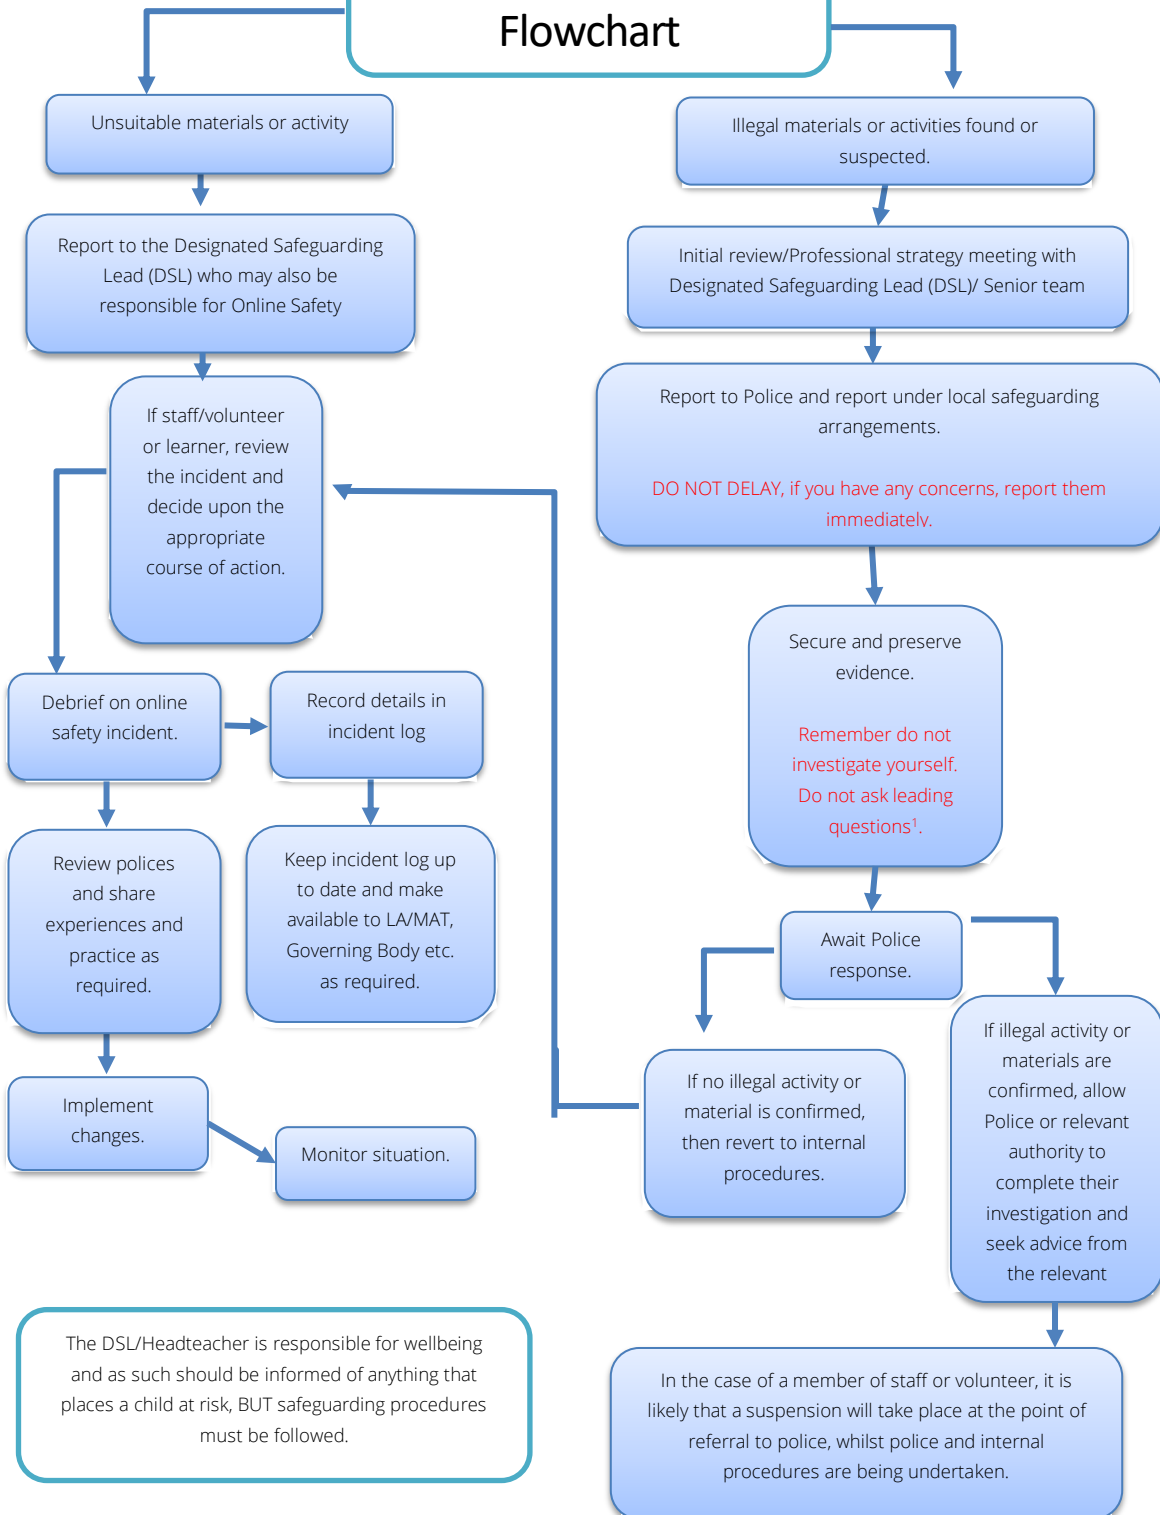 Flowchart
Unsuitable materials or activity
Report to the Designated Safeguarding
Lead (DSL) who may also be
responsible for Online Safety
If staff/volunteer
or learner, review
the incident and
decide upon the
appropriate
course of action.
Debrief on online
safety incident.
Record details in
incident log
Review polices
and share
experiences and
practice as
required.
Keep incident log up
to date and make
available to LA/MAT,
Governing Body etc.
as required.
Implement
changes.
Monitor situation.
Illegal materials or activities found or
suspected.
Initial review/Professional strategy meeting with
Designated Safeguarding Lead (DSL)/ Senior team
Report to Police and report under local safeguarding
arrangements.
DO NOT DELAY, if you have any concerns, report them
immediately.
Secure and preserve
evidence.
Remember do not
investigate yourself.
Do not ask leading
questions¹.
Await Police
response.
If no illegal activity or
material is confirmed,
then revert to internal
procedures.
If illegal activity or
materials are
confirmed, allow
Police or relevant
authority to
complete their
investigation and
seek advice from
the relevant
In the case of a member of staff or volunteer, it is
likely that a suspension will take place at the point of
referral to police, whilst police and internal
procedures are being undertaken.
The DSL/Headteacher is responsible for wellbeing
and as such should be informed of anything that
places a child at risk, BUT safeguarding procedures
must be followed.